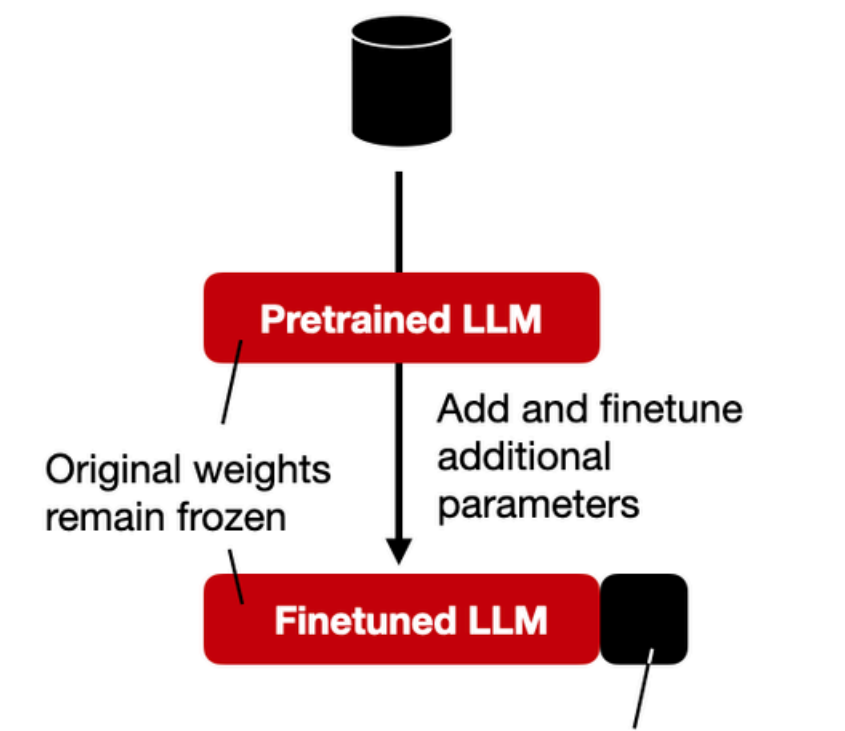 Pretrained LLM
Add and finetune
additional
parameters
Original weights
remain frozen
Finetuned LLM